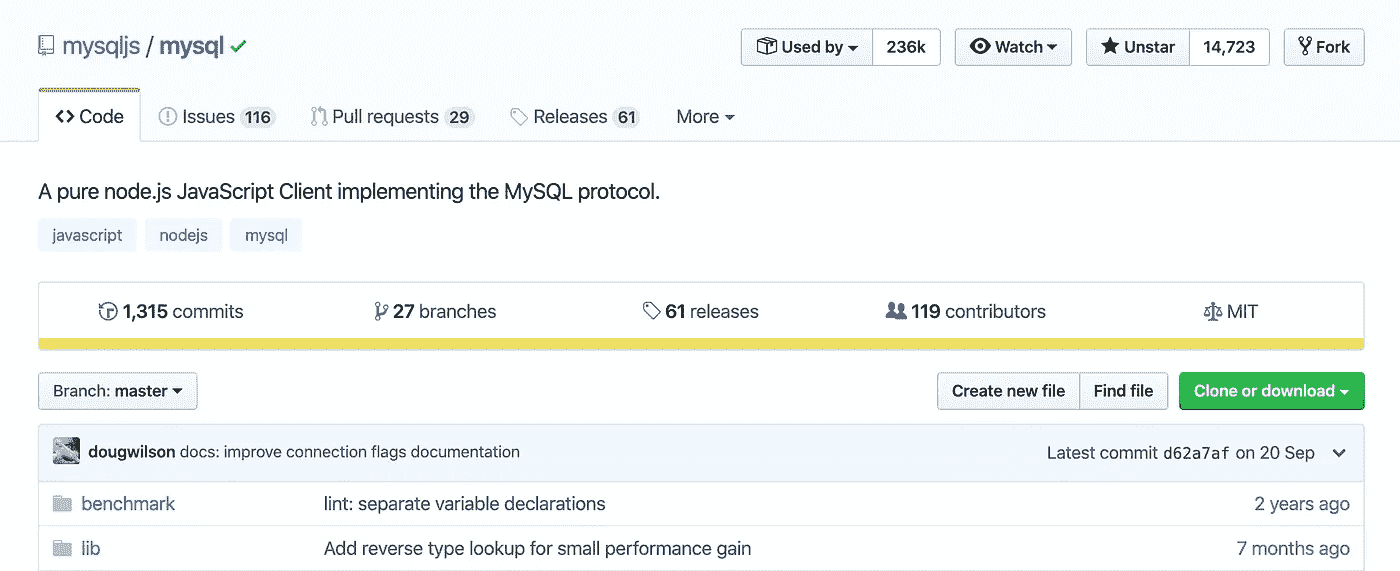 mysqljs / mysql
Used by 236k Watch Unstar 14,723 Fork
Code Issues 116 Pull requests 29 Releases 61 More
A pure node.js JavaScript Client implementing the MySQL protocol.
javascript nodejs mysql
1,315 commits 27 branches 61 releases 119 contributors MIT
Branch: master Create new file Find file Clone or download
dougwilson docs: improve connection flags documentation Latest commit d62a7af on 20 Sep
benchmark lint: separate variable declarations 2 years ago
lib Add reverse type lookup for small performance gain 7 months ago